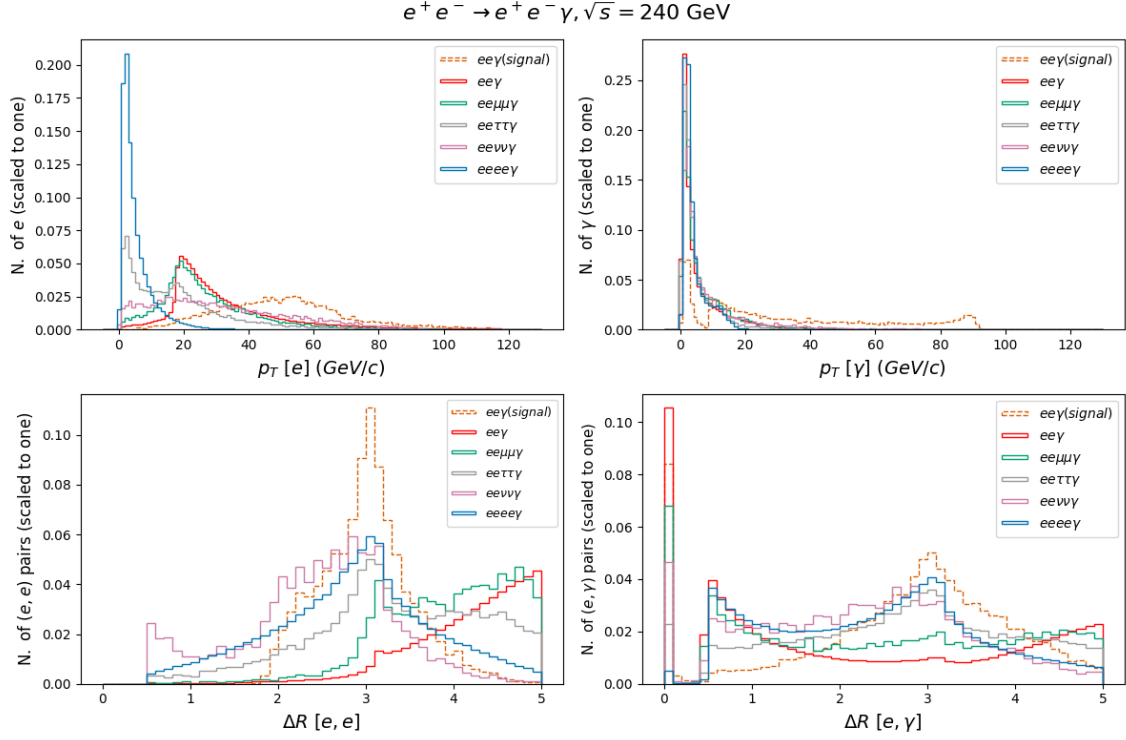 e⁺e⁻ → e⁺e⁻γ, √s = 240 GeV
N. of e (scaled to one)
0.200
0.175
0.150
0.125
0.100
0.075
0.050
0.025
0.000
eeγ(signal)
eeγ
eeμμγ
eeττγ
eeννγ
eeeeγ
0 20 40 60 80 100 120
p_T [e] (GeV/c)
N. of γ (scaled to one)
0.25
0.20
0.15
0.10
0.05
0.00
eeγ(signal)
eeγ
eeμμγ
eeττγ
eeννγ
eeeeγ
0 20 40 60 80 100 120
p_T [γ] (GeV/c)
N. of (e, e) pairs (scaled to one)
0.10
0.08
0.06
0.04
0.02
0.00
eeγ(signal)
eeγ
eeμμγ
eeττγ
eeννγ
eeeeγ
0 1 2 3 4 5
ΔR [e, e]
N. of (e, γ) pairs (scaled to one)
0.10
0.08
0.06
0.04
0.02
0.00
eeγ(signal)
eeγ
eeμμγ
eeττγ
eeννγ
eeeeγ
0 1 2 3 4 5
ΔR [e, γ]